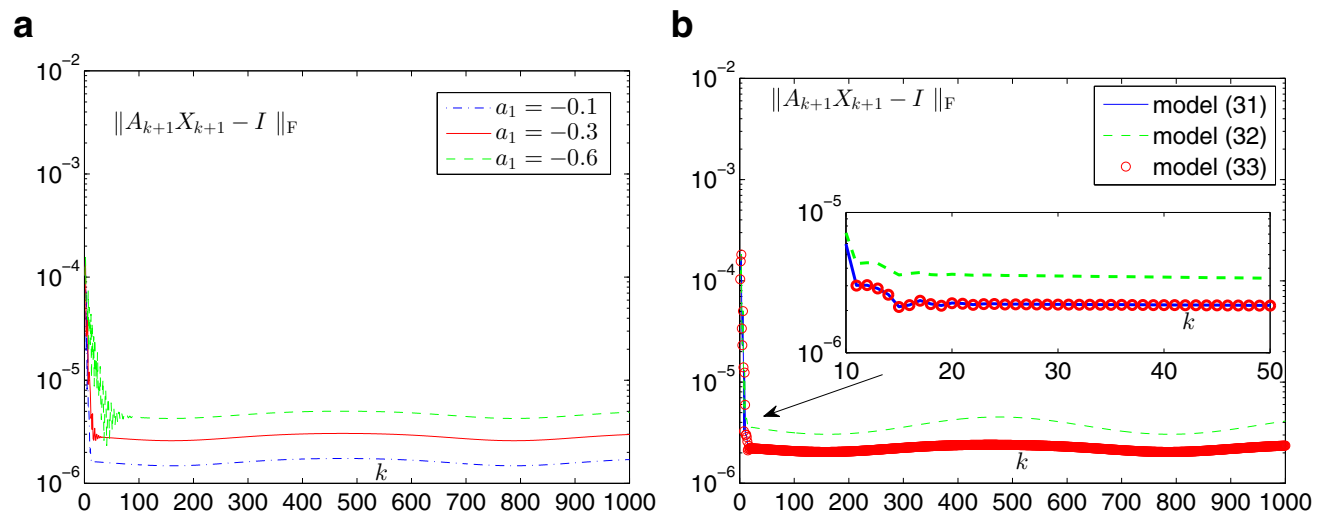 a
10⁻²
10⁻³
10⁻⁴
10⁻⁵
10⁻⁶
‖A_{k+1}X_{k+1} − I‖_F
a₁ = −0.1
a₁ = −0.3
a₁ = −0.6
k
0 100 200 300 400 500 600 700 800 900 1000
b
10⁻²
10⁻³
10⁻⁴
10⁻⁵
10⁻⁶
‖A_{k+1}X_{k+1} − I‖_F
model (31)
model (32)
model (33)
10⁻⁵
10⁻⁶
k
10 20 30 40 50
k
0 100 200 300 400 500 600 700 800 900 1000